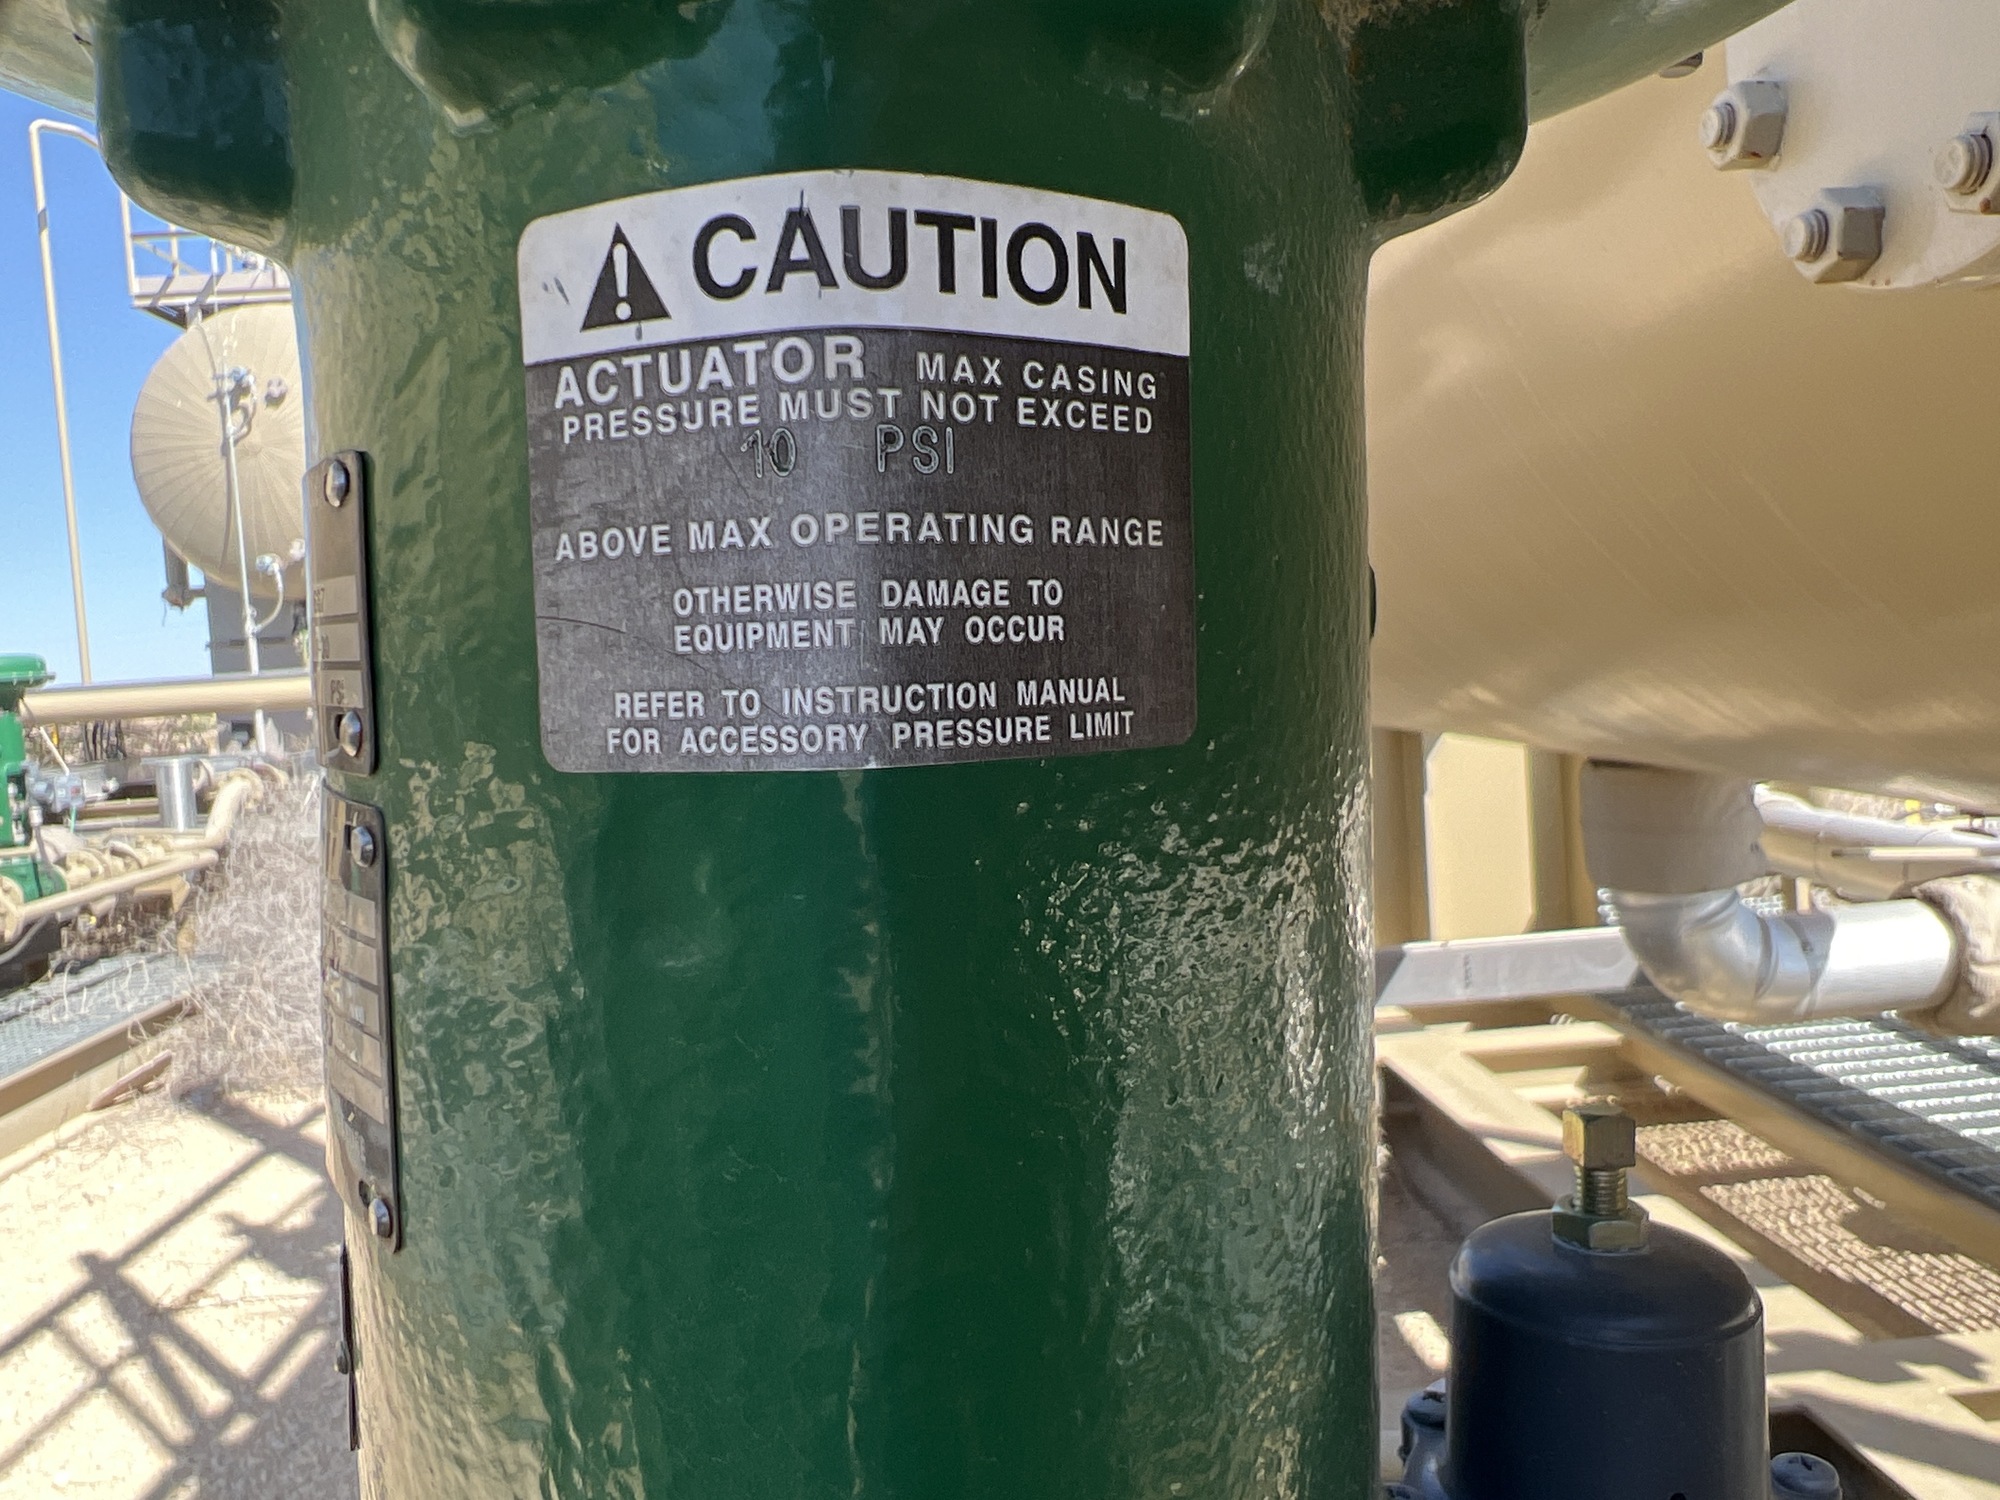 CAUTION
ACTUATOR MAX CASING
PRESSURE MUST NOT EXCEED
10 PSI
ABOVE MAX OPERATING RANGE
OTHERWISE DAMAGE TO
EQUIPMENT MAY OCCUR
REFER TO INSTRUCTION MANUAL
FOR ACCESSORY PRESSURE LIMIT
PSI